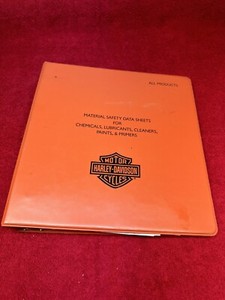 ALL PRODUCTS
MATERIAL SAFETY DATA SHEETS
FOR
CHEMICALS, LUBRICANTS, CLEANERS,
PAINTS, & PRIMERS
MOTOR
HARLEY-DAVIDSON
CYCLES